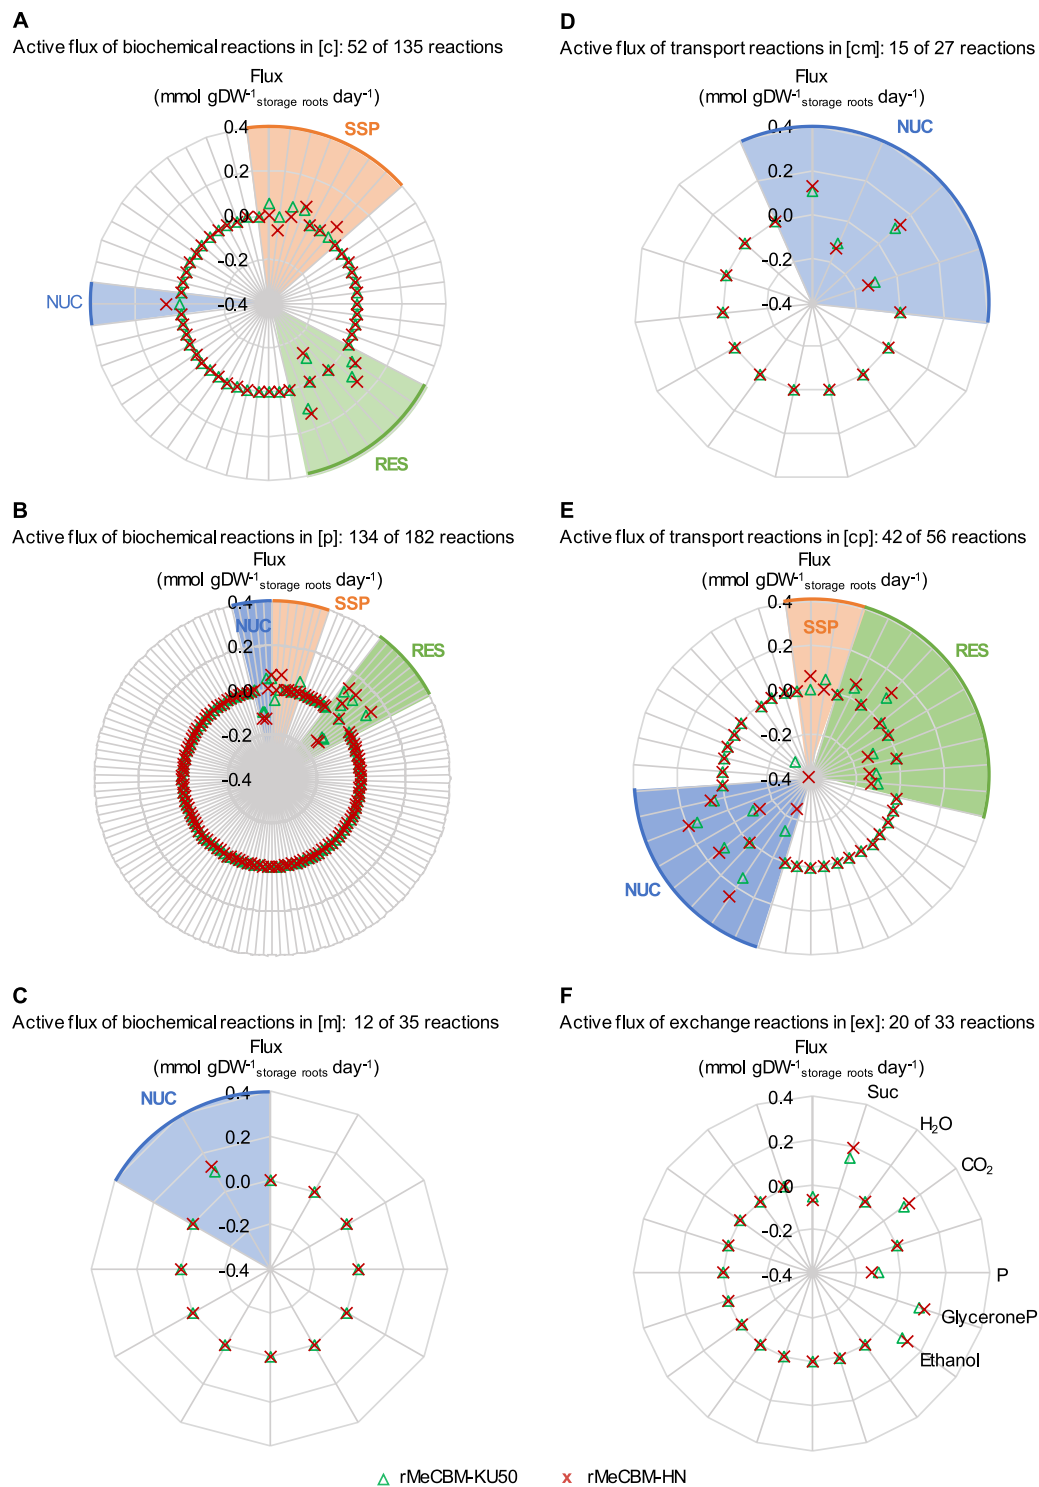 A
Active flux of biochemical reactions in [c]: 52 of 135 reactions
Flux
(mmol gDW⁻¹storage roots day⁻¹)
0.4
0.2
0.0
-0.2
-0.4
SSP
NUC
RES
B
Active flux of biochemical reactions in [p]: 134 of 182 reactions
Flux
(mmol gDW⁻¹storage roots day⁻¹)
0.4
0.2
0.0
-0.2
-0.4
NUC
SSP
RES
C
Active flux of biochemical reactions in [m]: 12 of 35 reactions
Flux
(mmol gDW⁻¹storage roots day⁻¹)
0.4
0.2
0.0
-0.2
-0.4
NUC
D
Active flux of transport reactions in [cm]: 15 of 27 reactions
Flux
(mmol gDW⁻¹storage roots day⁻¹)
0.4
0.2
0.0
-0.2
-0.4
NUC
E
Active flux of transport reactions in [cp]: 42 of 56 reactions
Flux
(mmol gDW⁻¹storage roots day⁻¹)
0.4
0.2
0.0
-0.2
-0.4
SSP
RES
NUC
F
Active flux of exchange reactions in [ex]: 20 of 33 reactions
Flux
(mmol gDW⁻¹storage roots day⁻¹)
0.4
0.2
0.0
-0.2
-0.4
Suc
H₂O
CO₂
P
GlyceroneP
Ethanol
rMeCBM-KU50
rMeCBM-HN